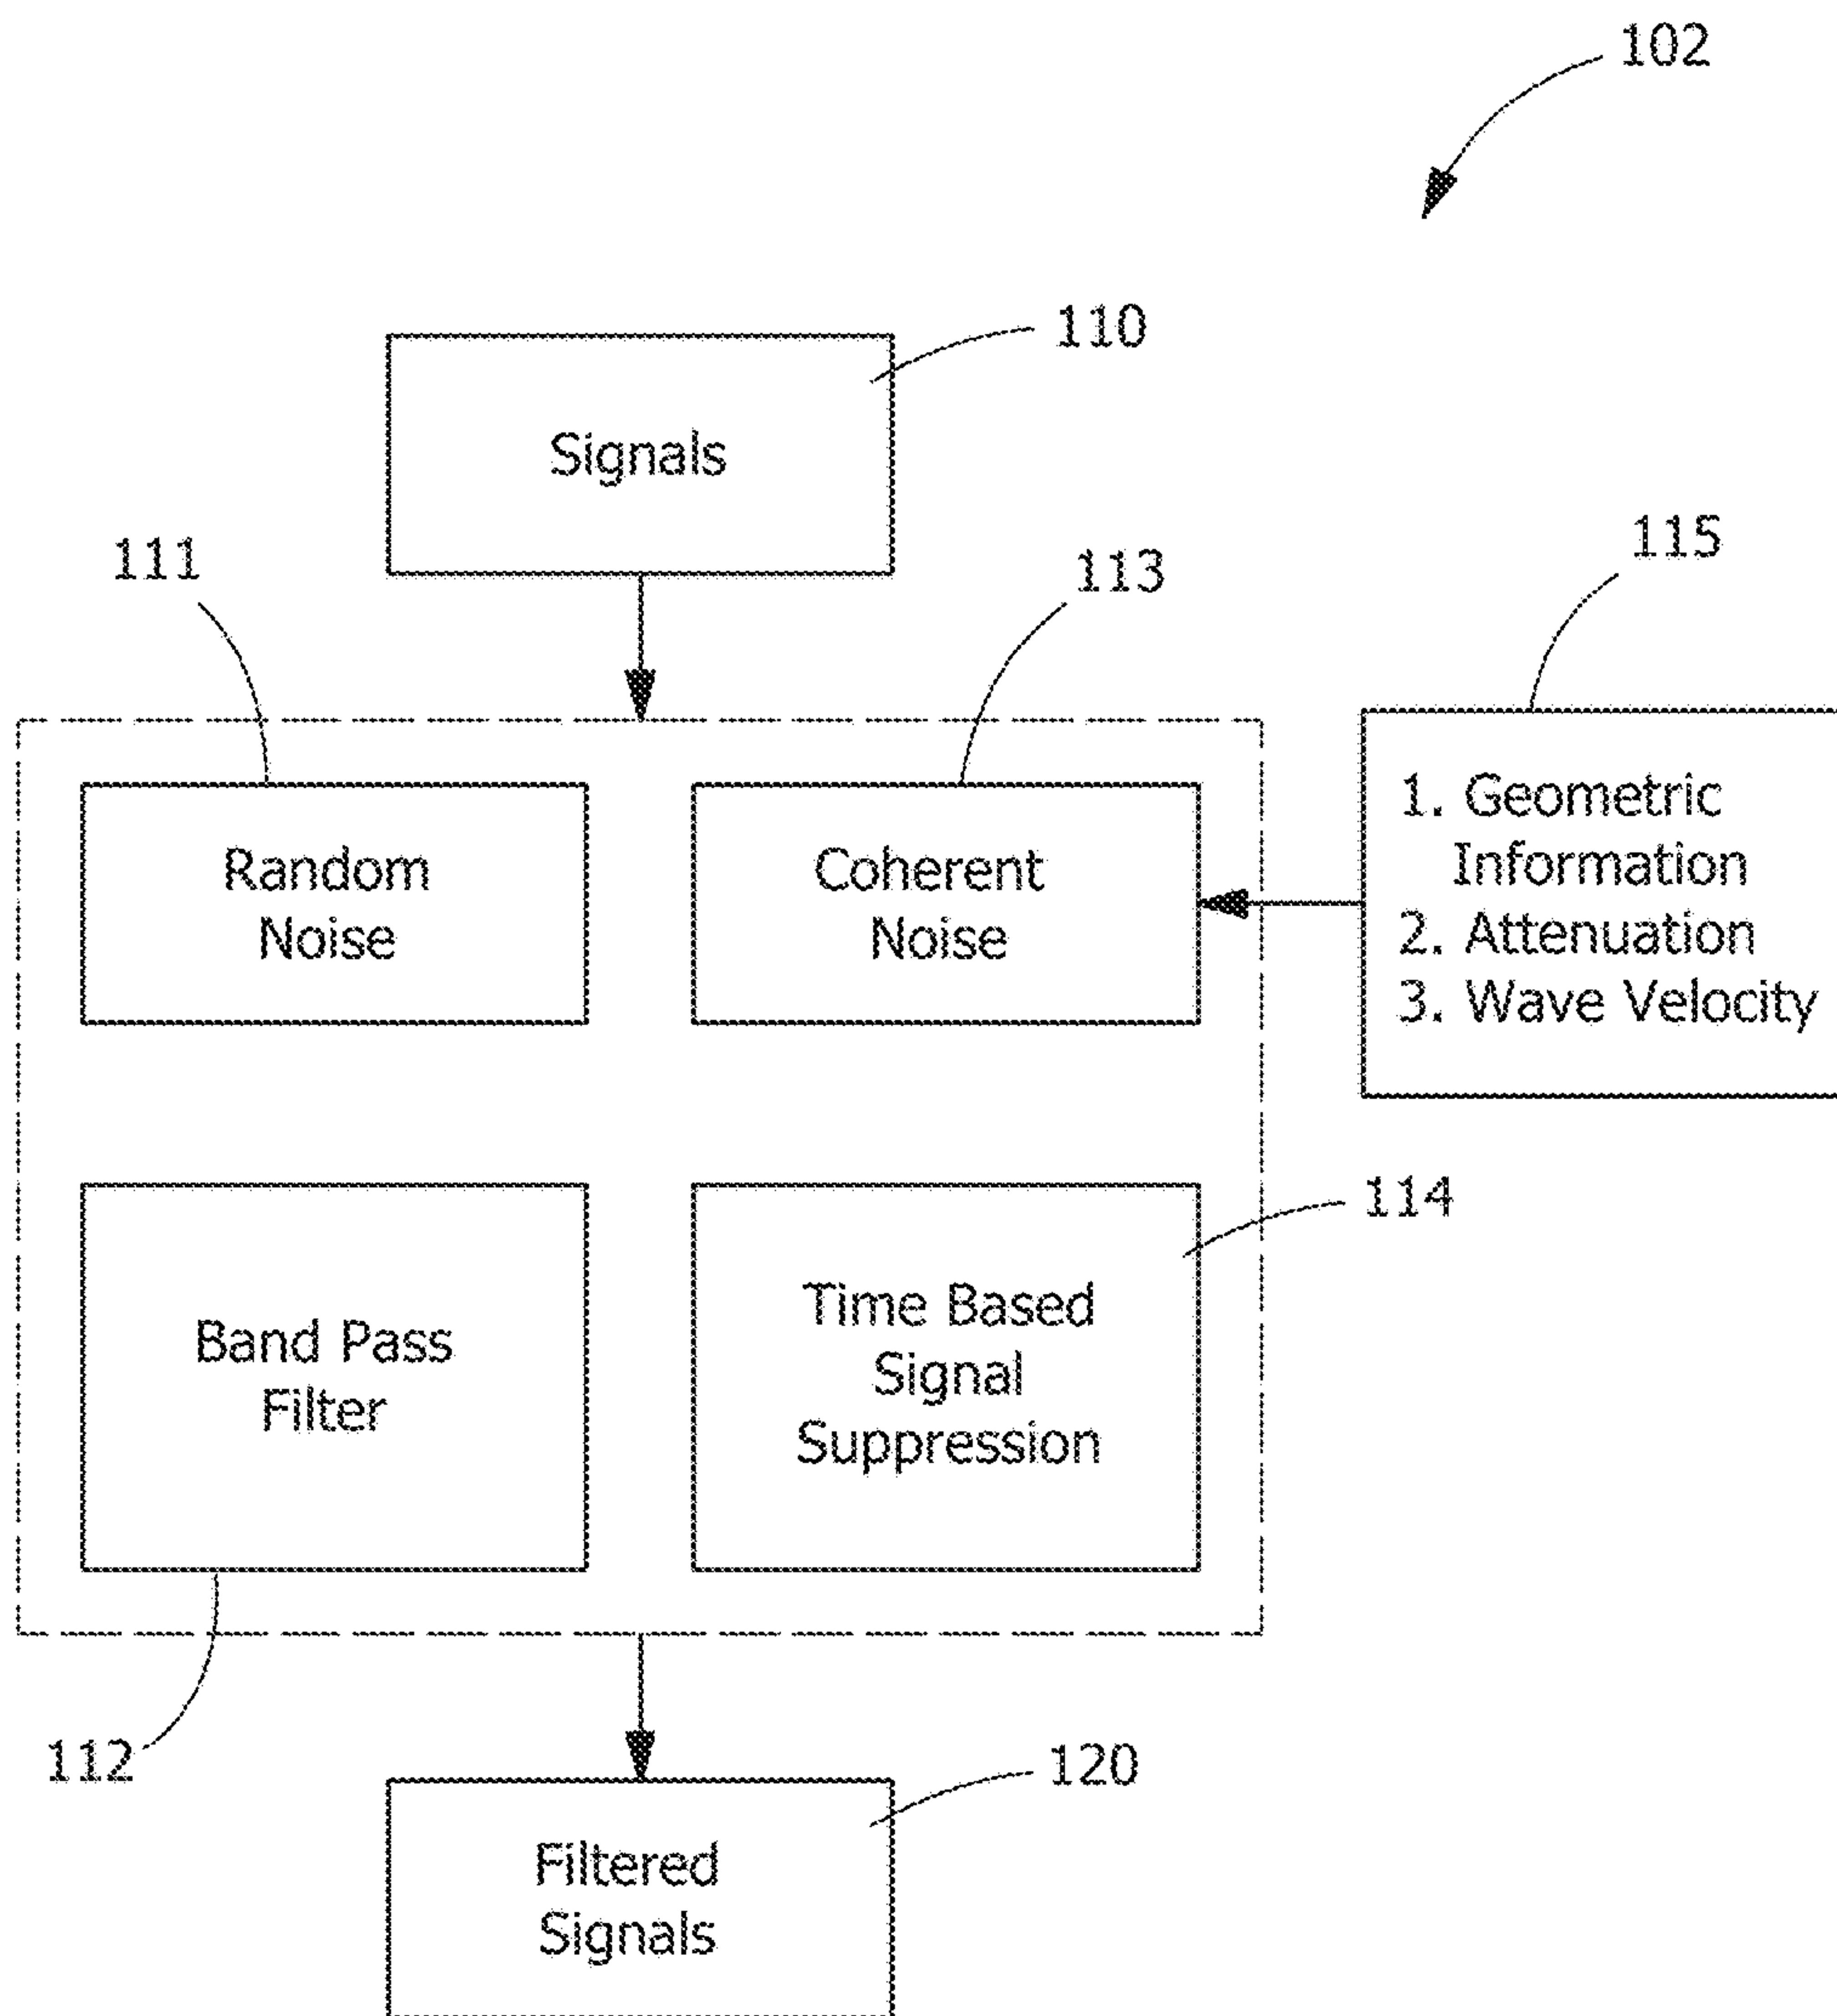 102
110
Signals
111
113
115
Random
Noise
Coherent
Noise
1. Geometric
Information
2. Attenuation
3. Wave Velocity
114
Band Pass
Filter
Time Based
Signal
Suppression
112
120
Filtered
Signals